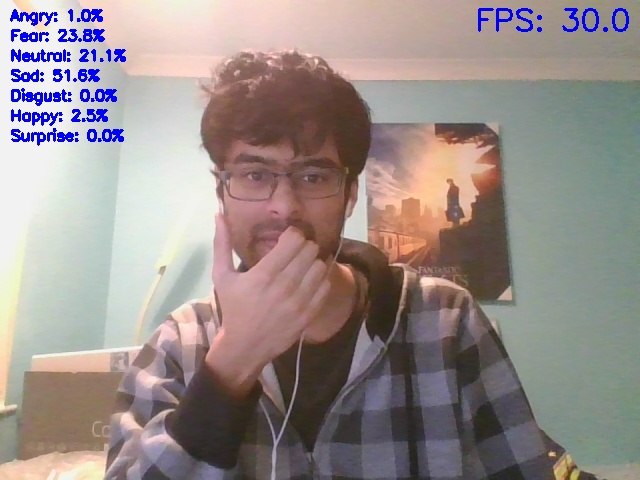 Angry: 1.0%
Fear: 23.8%
Neutral: 21.1%
Sad: 51.6%
Disgust: 0.0%
Happy: 2.5%
Surprise: 0.0%
FPS: 30.0
FANTASTIC